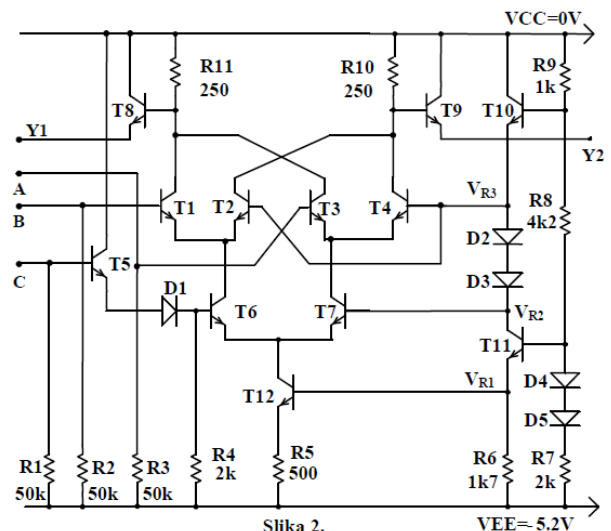 VCC=0V
R11
250
R10
250
R9
1k
T8
T9
T10
Y1
Y2
A
B
T1
T2
T3
T4
VR3
R8
4k2
C
T5
D1
D2
D3
T6
T7
VR2
T11
T12
VR1
D4
D5
R1
50k
R2
50k
R3
50k
R4
2k
R5
500
R6
1k7
R7
2k
Slika 2.
VEE=-5.2V